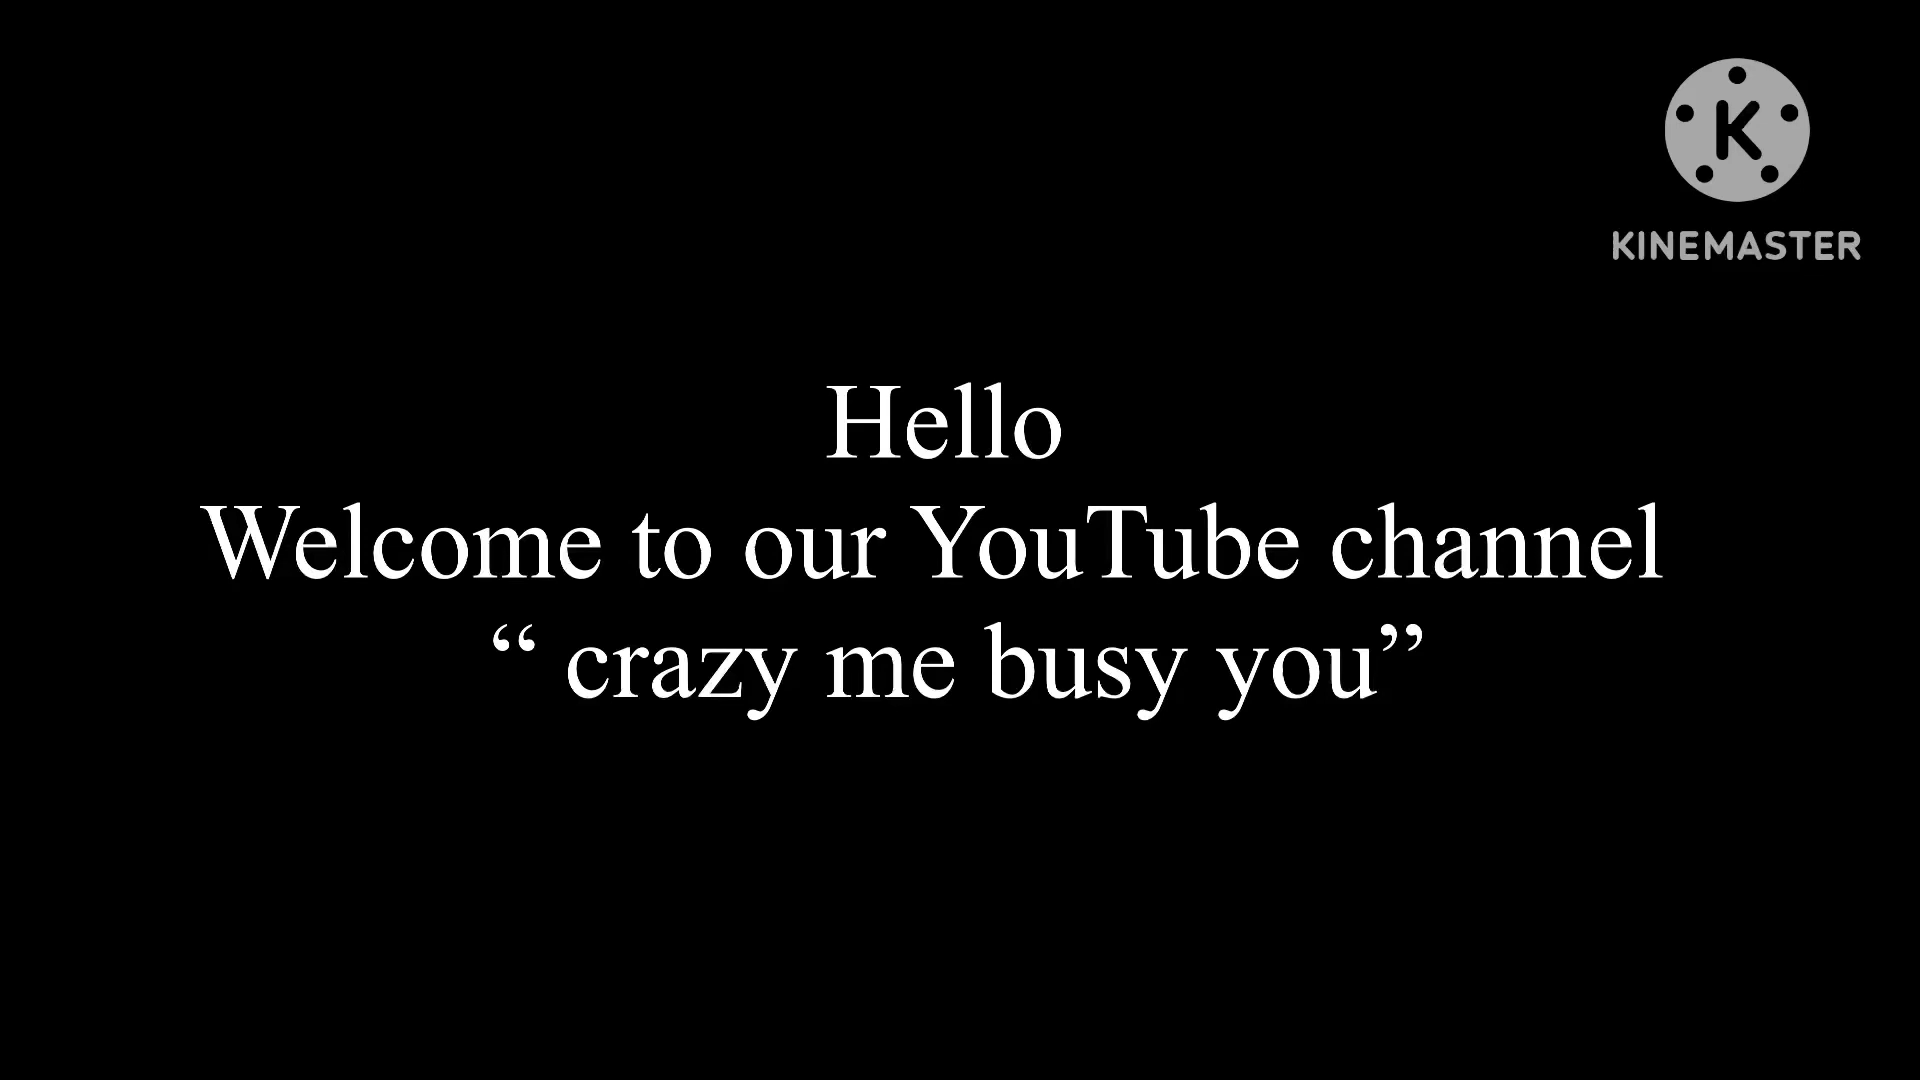 K
KINEMASTER
Hello
Welcome to our YouTube channel
“ crazy me busy you”